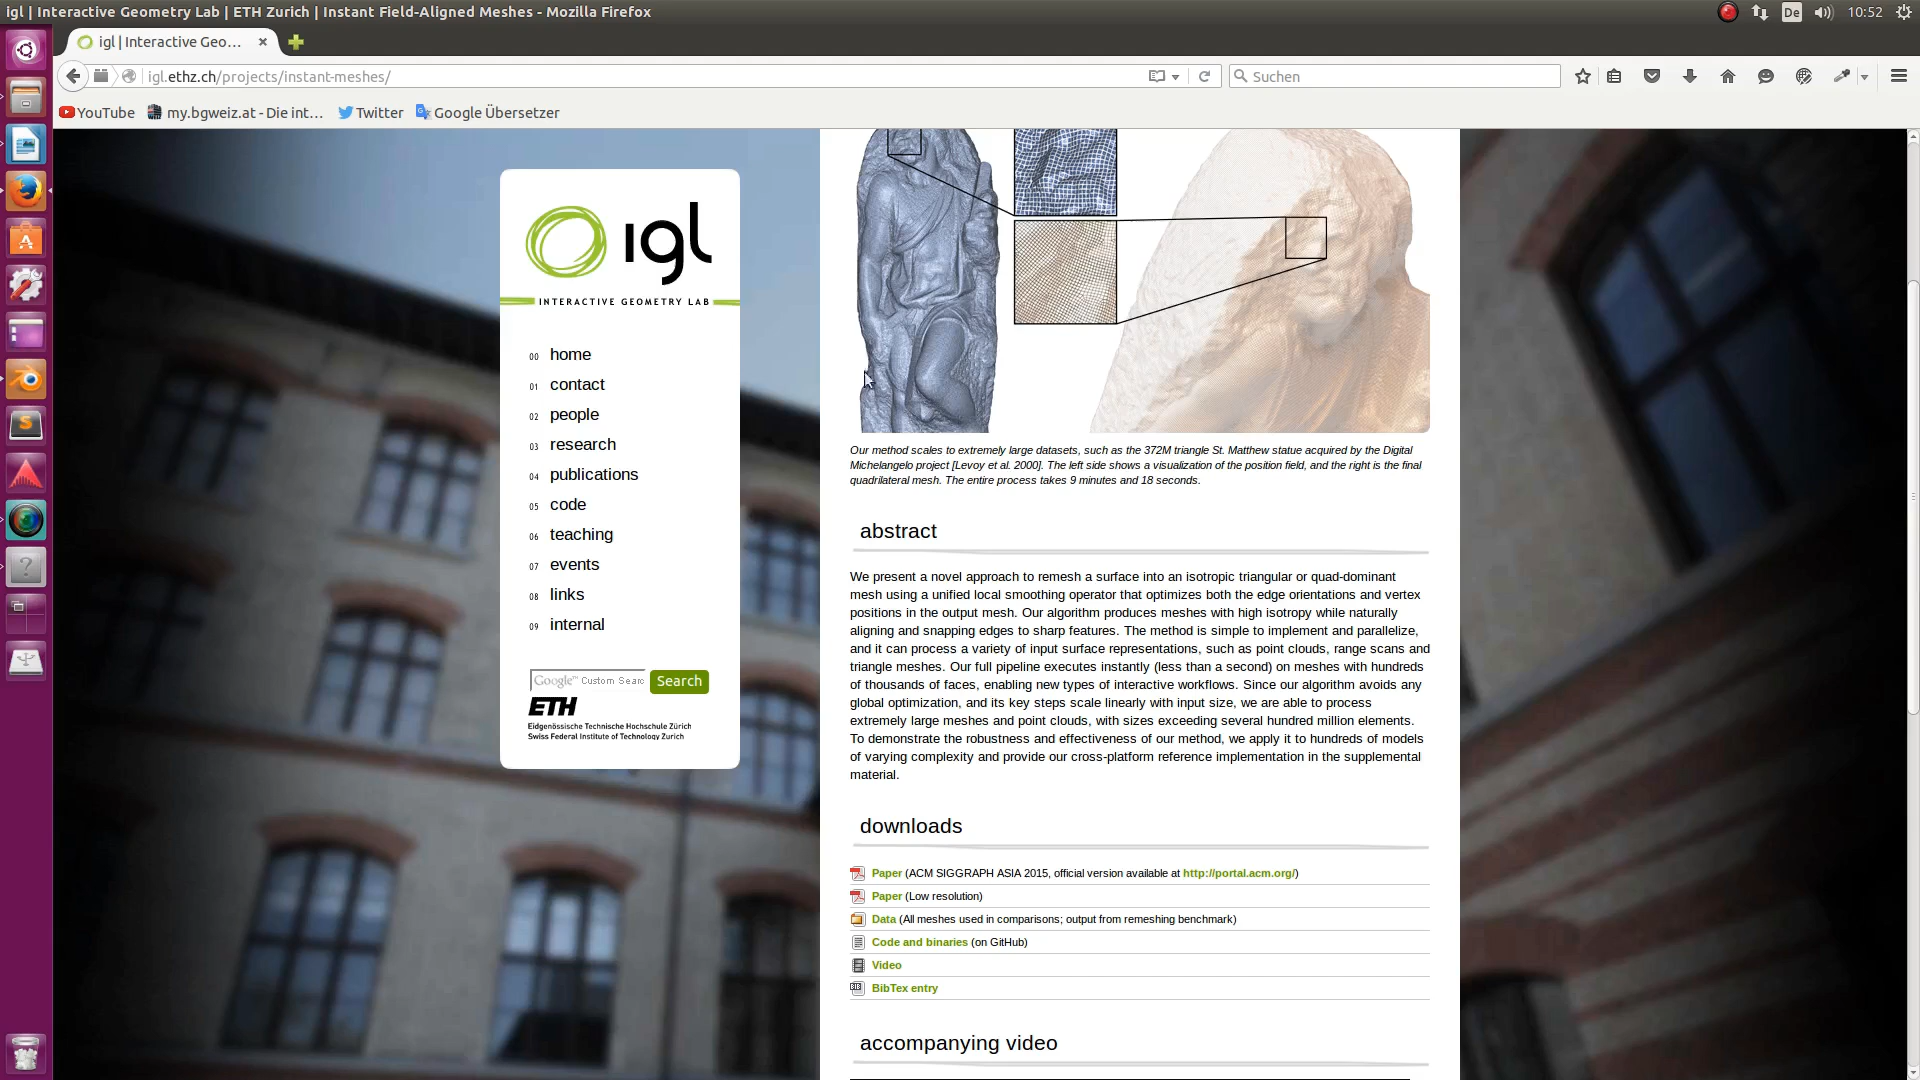 igl | Interactive Geometry Lab | ETH Zurich | Instant Field-Aligned Meshes - Mozilla Firefox
De
10:52
igl | Interactive Geo...
igl.ethz.ch/projects/instant-meshes/
Suchen
YouTube
my.bgweiz.at - Die int...
Twitter
Google Übersetzer
igl
INTERACTIVE GEOMETRY LAB
00 home
01 contact
02 people
03 research
04 publications
05 code
06 teaching
07 events
08 links
09 internal
Google™ Custom Searc
Search
ETH
Eidgenössische Technische Hochschule Zürich
Swiss Federal Institute of Technology Zurich
Our method scales to extremely large datasets, such as the 372M triangle St. Matthew statue acquired by the Digital
Michelangelo project [Levoy et al. 2000]. The left side shows a visualization of the position field, and the right is the final
quadrilateral mesh. The entire process takes 9 minutes and 18 seconds.
abstract
We present a novel approach to remesh a surface into an isotropic triangular or quad-dominant
mesh using a unified local smoothing operator that optimizes both the edge orientations and vertex
positions in the output mesh. Our algorithm produces meshes with high isotropy while naturally
aligning and snapping edges to sharp features. The method is simple to implement and parallelize,
and it can process a variety of input surface representations, such as point clouds, range scans and
triangle meshes. Our full pipeline executes instantly (less than a second) on meshes with hundreds
of thousands of faces, enabling new types of interactive workflows. Since our algorithm avoids any
global optimization, and its key steps scale linearly with input size, we are able to process
extremely large meshes and point clouds, with sizes exceeding several hundred million elements.
To demonstrate the robustness and effectiveness of our method, we apply it to hundreds of models
of varying complexity and provide our cross-platform reference implementation in the supplemental
material.
downloads
Paper (ACM SIGGRAPH ASIA 2015, official version available at http://portal.acm.org/)
Paper (Low resolution)
Data (All meshes used in comparisons; output from remeshing benchmark)
Code and binaries (on GitHub)
Video
BibTex entry
accompanying video